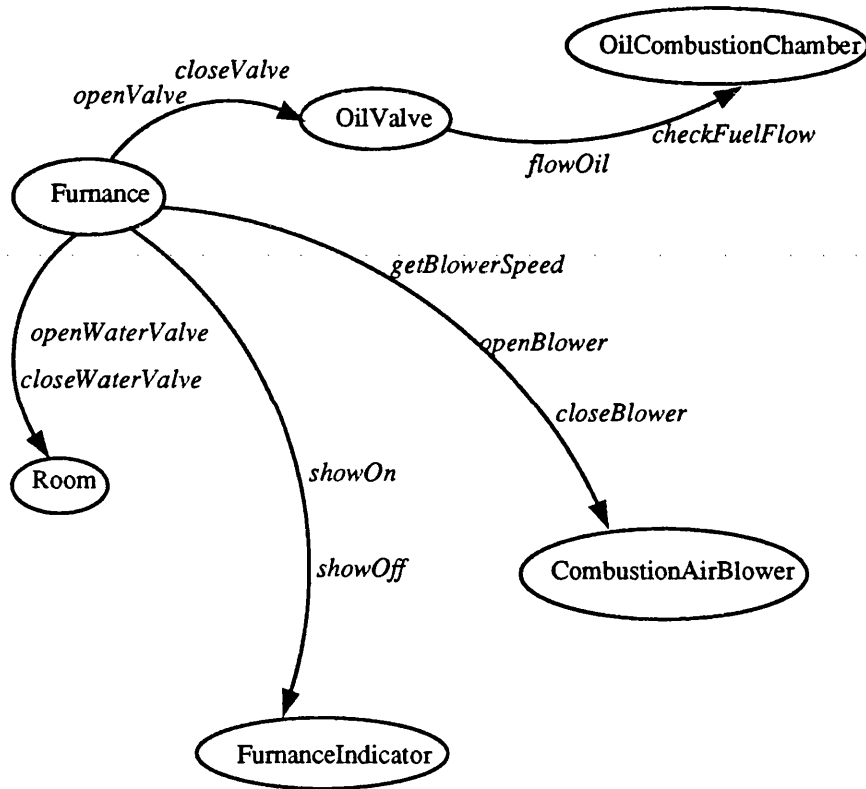 OilCombustionChamber
closeValve
openValve
OilValve
checkFuelFlow
flowOil
Furnance
getBlowerSpeed
openWaterValve
openBlower
closeWaterValve
closeBlower
Room
showOn
showOff
CombustionAirBlower
FurnanceIndicator